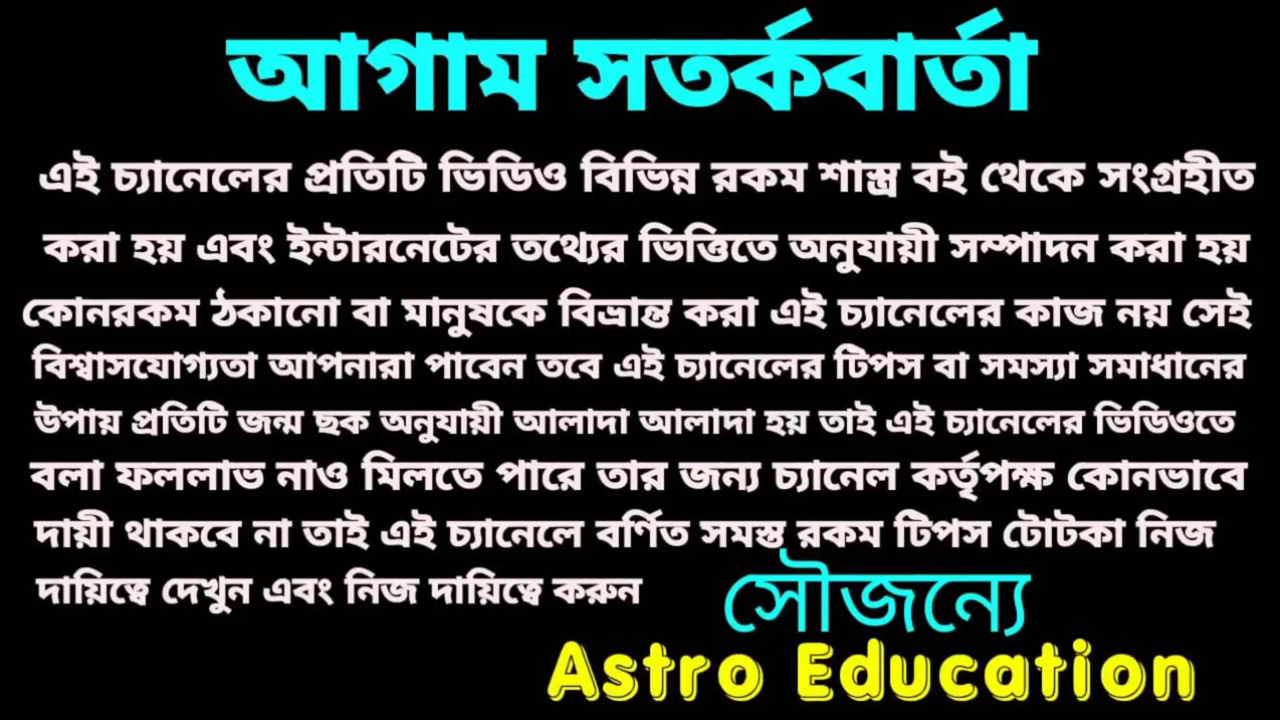 আগাম সতর্কবার্তা
এই চ্যানেলের প্রতিটি ভিডিও বিভিন্ন রকম শাস্ত্র বই থেকে সংগ্রহীত
করা হয় এবং ইন্টারনেটের তথ্যের ভিত্তিতে অনুযায়ী সম্পাদন করা হয়
কোনরকম ঠকানো বা মানুষকে বিভ্রান্ত করা এই চ্যানেলের কাজ নয় সেই
বিশ্বাসযোগ্যতা আপনারা পাবেন তবে এই চ্যানেলের টিপস বা সমস্যা সমাধানের
উপায় প্রতিটি জন্ম ছক অনুযায়ী আলাদা আলাদা হয় তাই এই চ্যানেলের ভিডিওতে
বলা ফললাভ নাও মিলতে পারে তার জন্য চ্যানেল কর্তৃপক্ষ কোনভাবে
দায়ী থাকবে না তাই এই চ্যানেলে বর্ণিত সমস্ত রকম টিপস টোটকা নিজ
দায়িত্বে দেখুন এবং নিজ দায়িত্বে করুন
সৌজন্যে
Astro Education